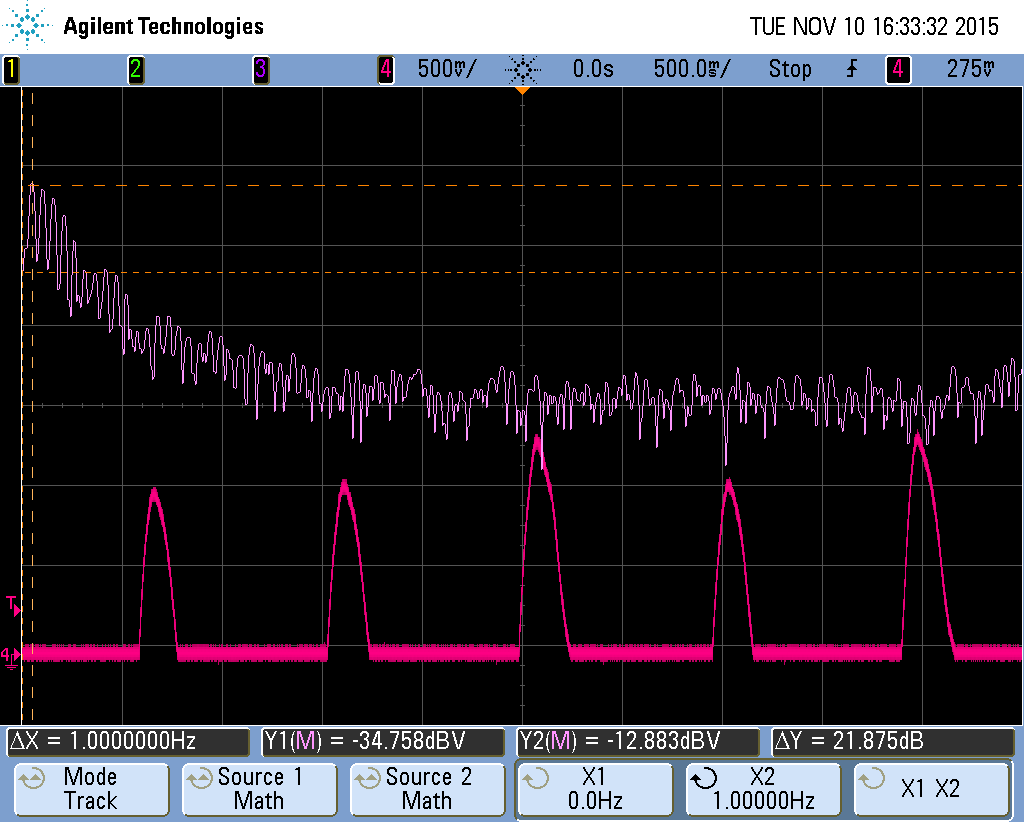 Agilent Technologies TUE NOV 10 16:33:32 2015
1 2 3 4 500mV/ 0.0s 500.0ms/ Stop 4 275mV
T
4
ΔX = 1.0000000Hz Y1(M) = -34.758dBV Y2(M) = -12.883dBV ΔY = 21.875dB
Mode Source 1 Source 2 X1 X2 X1 X2
Track Math Math 0.0Hz 1.00000Hz